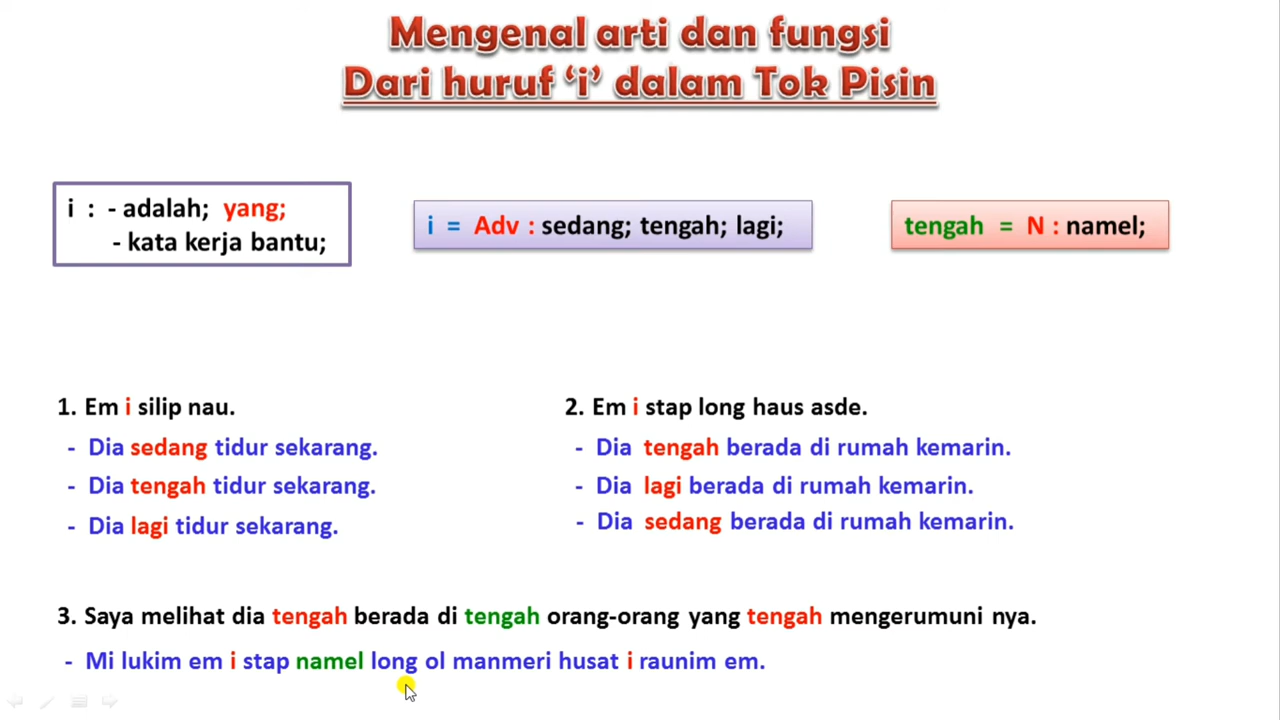 Mengenal arti dan fungsi
Dari huruf ‘i’ dalam Tok Pisin
i : - adalah; yang;
- kata kerja bantu;
i = Adv : sedang; tengah; lagi;
tengah = N : namel;
1. Em i silip nau.
- Dia sedang tidur sekarang.
- Dia tengah tidur sekarang.
- Dia lagi tidur sekarang.
2. Em i stap long haus asde.
- Dia tengah berada di rumah kemarin.
- Dia lagi berada di rumah kemarin.
- Dia sedang berada di rumah kemarin.
3. Saya melihat dia tengah berada di tengah orang-orang yang tengah mengerumuni nya.
- Mi lukim em i stap namel long ol manmeri husat i raunim em.